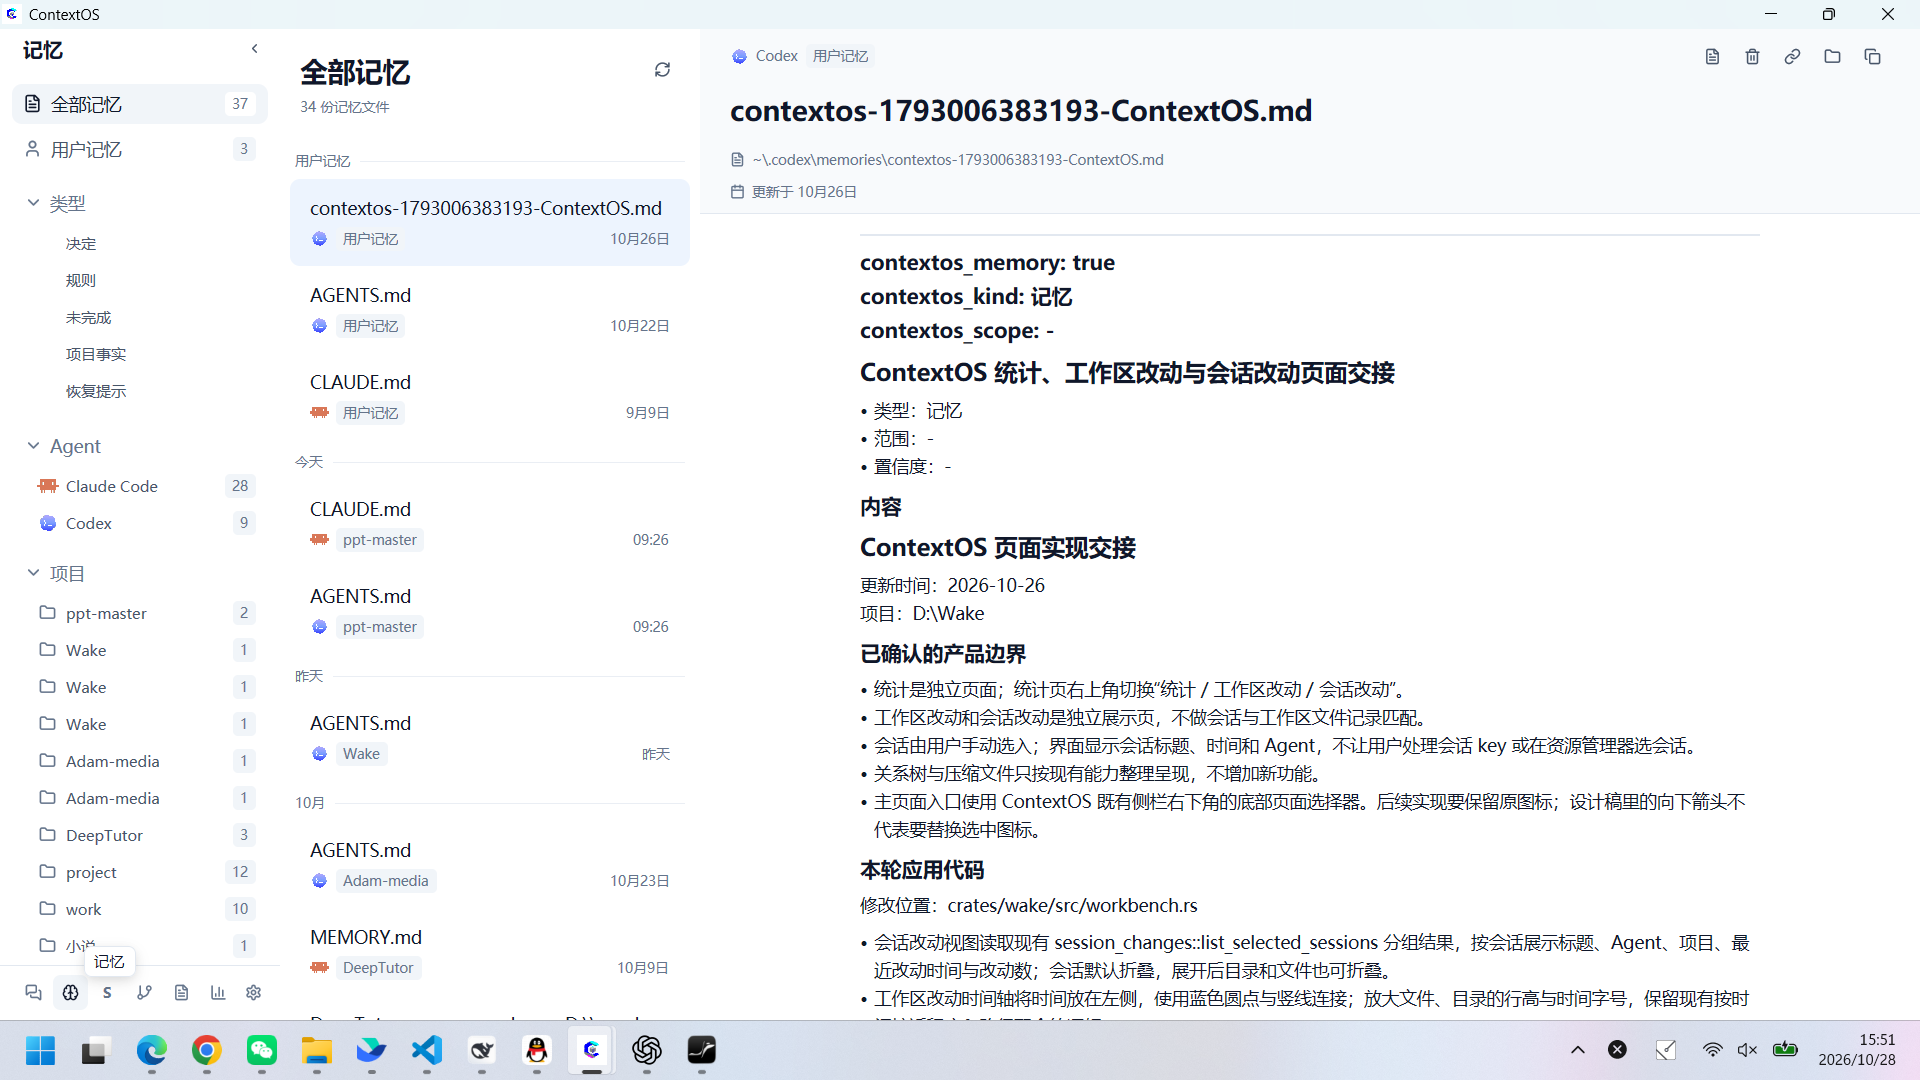 ContextOS
记忆
全部记忆 37
用户记忆 3
类型
决定
规则
未完成
项目事实
恢复提示
Agent
Claude Code 28
Codex 9
项目
ppt-master 2
Wake 1
Wake 1
Wake 1
Adam-media 1
Adam-media 1
DeepTutor 3
project 12
work 10
小说 1
记忆
S
全部记忆
34 份记忆文件
用户记忆
contextos-1793006383193-ContextOS.md
用户记忆 10月26日
AGENTS.md
用户记忆 10月22日
CLAUDE.md
用户记忆 9月9日
今天
CLAUDE.md
ppt-master 09:26
AGENTS.md
ppt-master 09:26
昨天
AGENTS.md
Wake 昨天
10月
AGENTS.md
Adam-media 10月23日
MEMORY.md
DeepTutor 10月9日
Codex 用户记忆
contextos-1793006383193-ContextOS.md
~\.codex\memories\contextos-1793006383193-ContextOS.md
更新于 10月26日
contextos_memory: true
contextos_kind: 记忆
contextos_scope: -
ContextOS 统计、工作区改动与会话改动页面交接
• 类型：记忆
• 范围：-
• 置信度：-
内容
ContextOS 页面实现交接
更新时间：2026-10-26
项目：D:\Wake
已确认的产品边界
• 统计是独立页面；统计页右上角切换“统计 / 工作区改动 / 会话改动”。
• 工作区改动和会话改动是独立展示页，不做会话与工作区文件记录匹配。
• 会话由用户手动选入；界面显示会话标题、时间和 Agent，不让用户处理会话 key 或在资源管理器选会话。
• 关系树与压缩文件只按现有能力整理呈现，不增加新功能。
• 主页面入口使用 ContextOS 既有侧栏右下角的底部页面选择器。后续实现要保留原图标；设计稿里的向下箭头不
代表要替换选中图标。
本轮应用代码
修改位置：crates/wake/src/workbench.rs
• 会话改动视图读取现有 session_changes::list_selected_sessions 分组结果，按会话展示标题、Agent、项目、最
近改动时间与改动数；会话默认折叠，展开后目录和文件也可折叠。
• 工作区改动时间轴将时间放在左侧，使用蓝色圆点与竖线连接；放大文件、目录的行高与时间字号，保留现有按时
15:51
2026/10/28